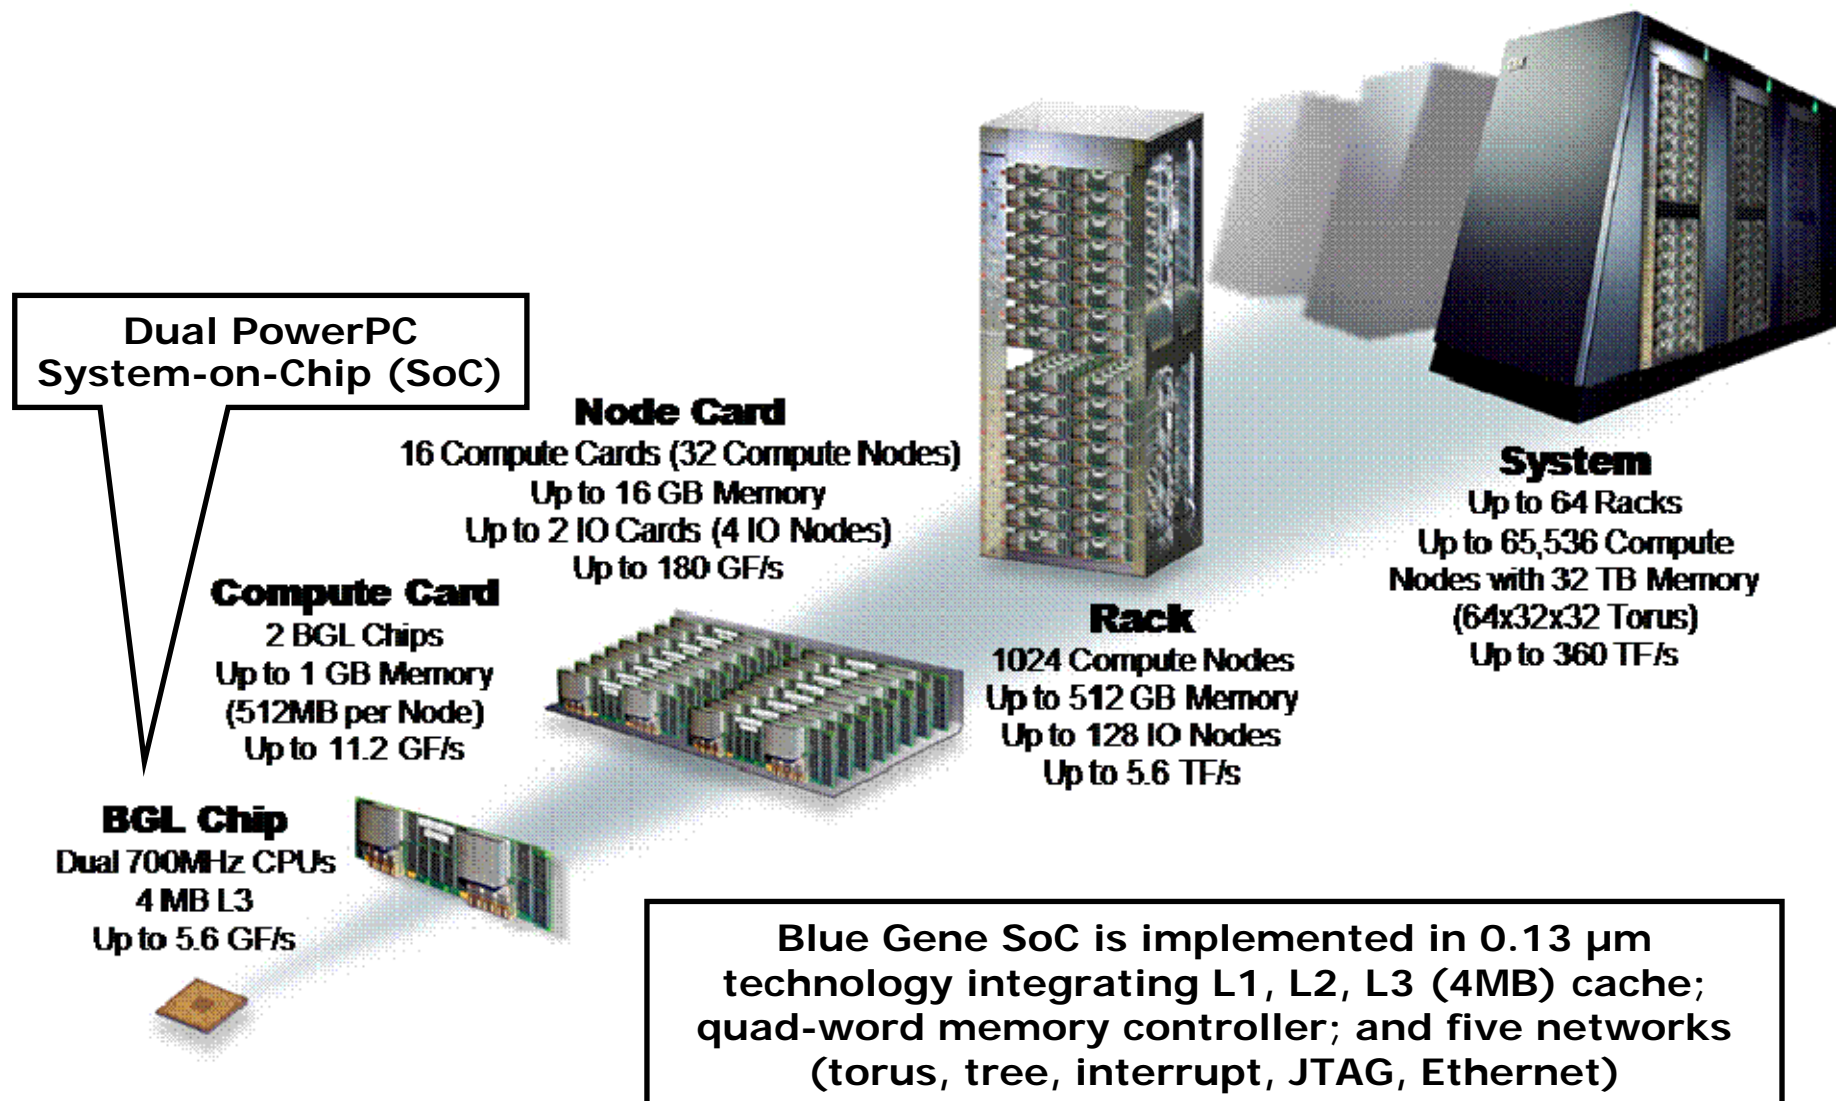 Dual PowerPC
System-on-Chip (SoC)
Node Card
16 Compute Cards (32 Compute Nodes)
Up to 16 GB Memory
Up to 2 IO Cards (4 IO Nodes)
Up to 180 GF/s
System
Up to 64 Racks
Up to 65,536 Compute
Nodes with 32 TB Memory
(64x32x32 Torus)
Up to 360 TF/s
Compute Card
2 BGL Chips
Up to 1 GB Memory
(512MB per Node)
Up to 11.2 GF/s
Rack
1024 Compute Nodes
Up to 512 GB Memory
Up to 128 IO Nodes
Up to 5.6 TF/s
BGL Chip
Dual 700MHz CPU's
4 MB L3
Up to 5.6 GF/s
Blue Gene SoC is implemented in 0.13 µm
technology integrating L1, L2, L3 (4MB) cache;
quad-word memory controller; and five networks
(torus, tree, interrupt, JTAG, Ethernet)